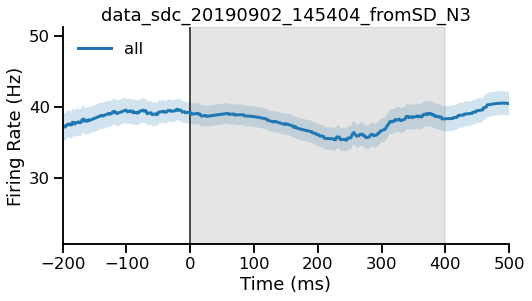 data_sdc_20190902_145404_fromSD_N3
50
all
40
30
Firing Rate (Hz)
−200 −100 0 100 200 300 400 500
Time (ms)